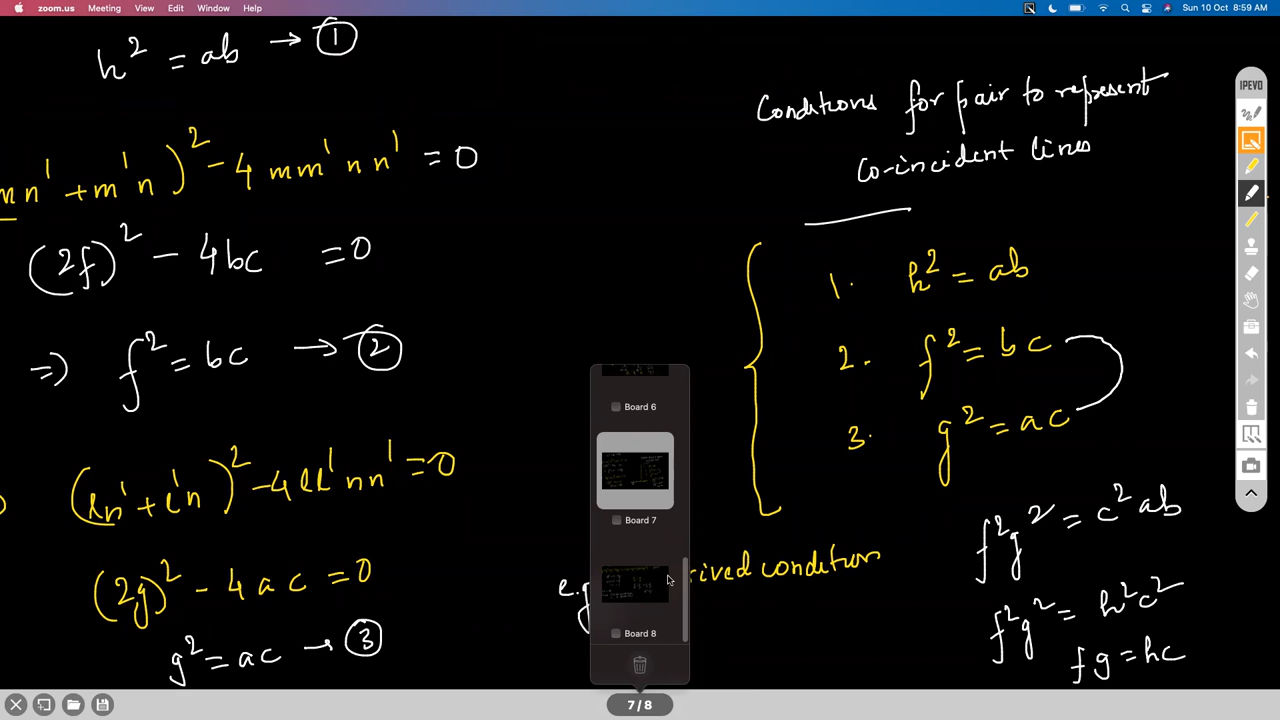 zoom.us Meeting View Edit Window Help
Sun 10 Oct 8:59 AM
IPEVO
h² = ab → ①
mn' + m'n)² - 4 mm' nn' = 0
(2f)² - 4bc = 0
⇒ f² = bc → ②
(ln' + l'n)² - 4ll' nn' = 0
(2g)² - 4ac = 0
g² = ac → ③
Conditions for pair to represent
Co-incident lines
1. h² = ab
2. f² = bc
3. g² = ac
e.g
rived condition
f²g² = c²ab
f²g² = h²c²
fg = hc
Board 6
Board 7
Board 8
7 / 8